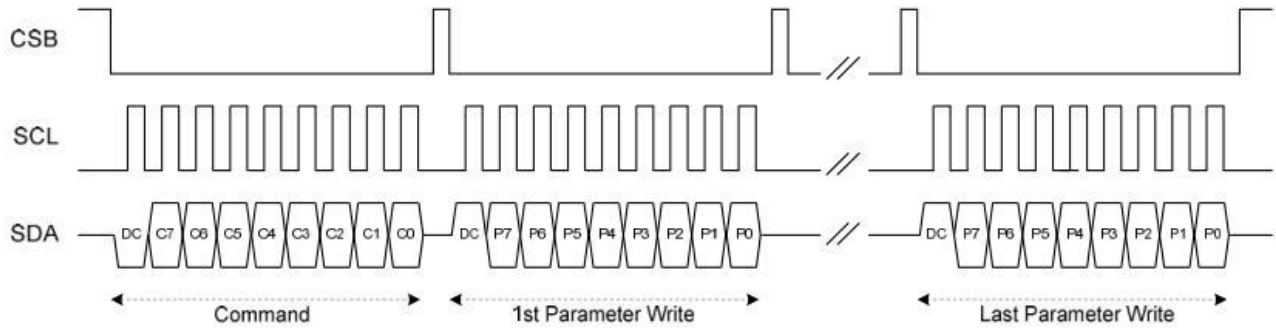 CSB
SCL
SDA DC C7 C6 C5 C4 C3 C2 C1 C0 DC P7 P6 P5 P4 P3 P2 P1 P0 DC P7 P6 P5 P4 P3 P2 P1 P0
Command 1st Parameter Write Last Parameter Write